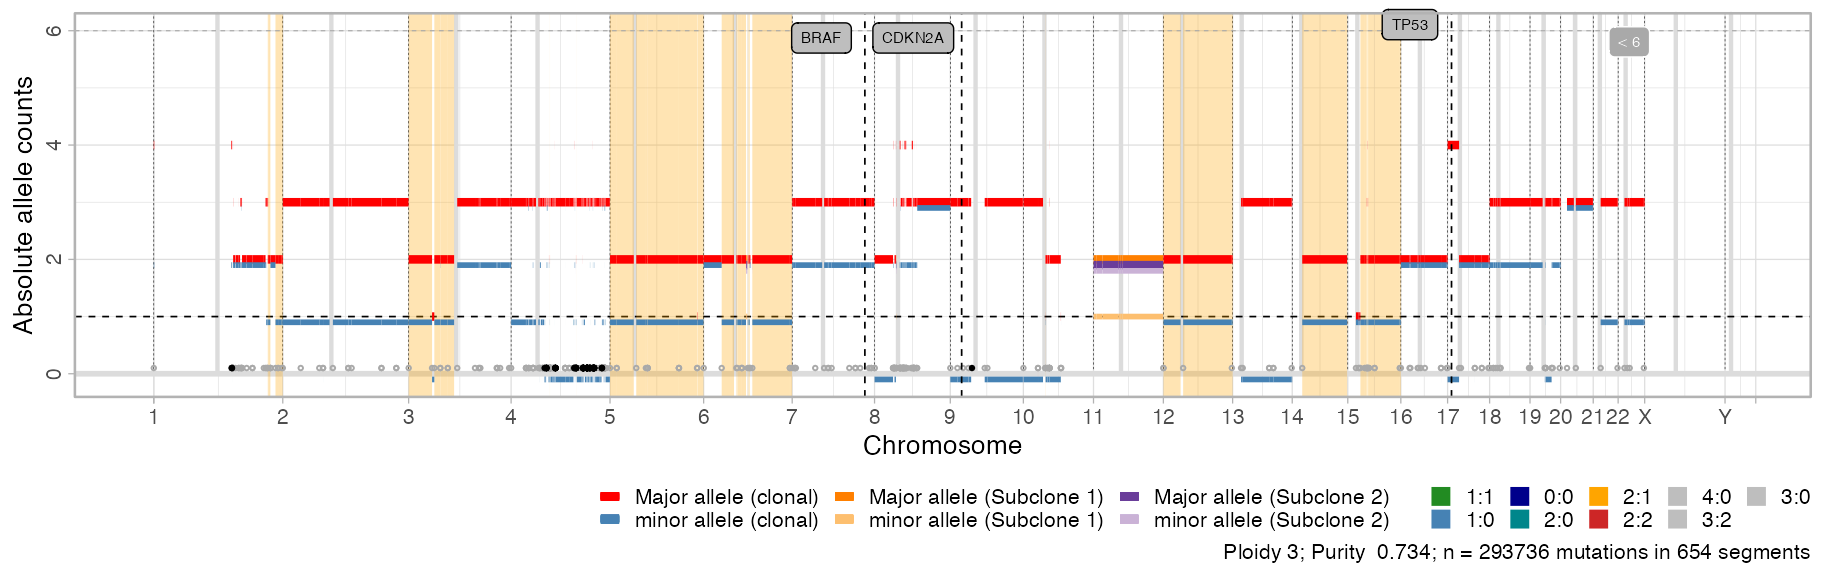 BRAF
CDKN2A
TP53
< 6
Absolute allele counts
6
4
2
0
1 2 3 4 5 6 7 8 9 10 11 12 13 14 15 16 17 18 19 20 21 22 X Y
Chromosome
Major allele (clonal) Major allele (Subclone 1) Major allele (Subclone 2) 1:1 0:0 2:1 4:0 3:0
minor allele (clonal) minor allele (Subclone 1) minor allele (Subclone 2) 1:0 2:0 2:2 3:2
Ploidy 3; Purity 0.734; n = 293736 mutations in 654 segments